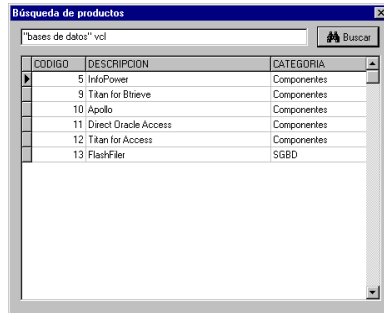 Búsqueda de productos
"bases de datos" vcl
Buscar
CODIGO DESCRIPCION CATEGORIA
5 InfoPower Componentes
9 Titan for Btrieve Componentes
10 Apollo Componentes
11 Direct Oracle Access Componentes
12 Titan for Access Componentes
13 FlashFiler SGBD